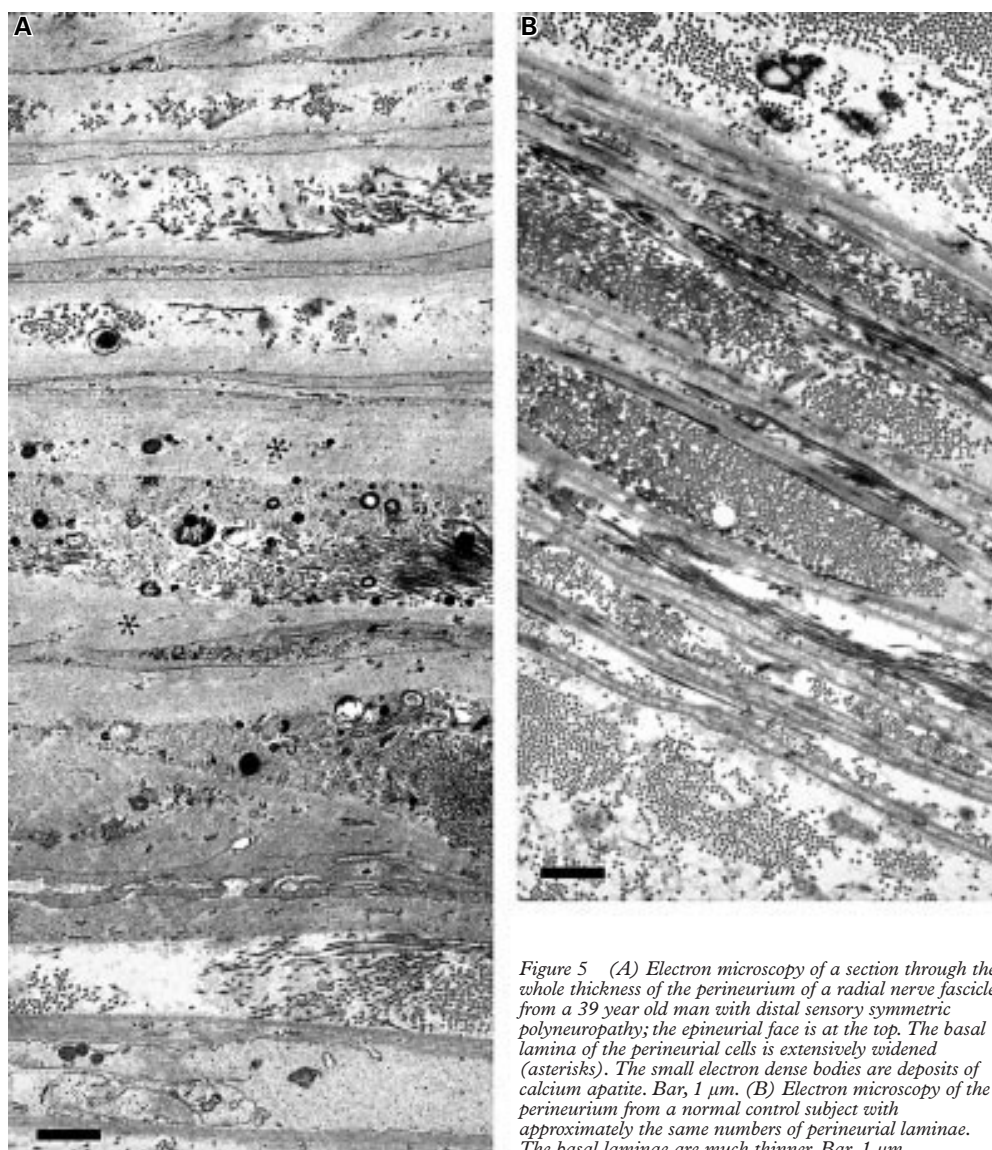 A
B
Figure 5 (A) Electron microscopy of a section through the
whole thickness of the perineurium of a radial nerve fascicle
from a 39 year old man with distal sensory symmetric
polyneuropathy; the epineurial face is at the top. The basal
lamina of the perineurial cells is extensively widened
(asterisks). The small electron dense bodies are deposits of
calcium apatite. Bar, 1 μm. (B) Electron microscopy of the
perineurium from a normal control subject with
approximately the same numbers of perineurial laminae.
The basal laminae are much thinner. Bar, 1 μm.